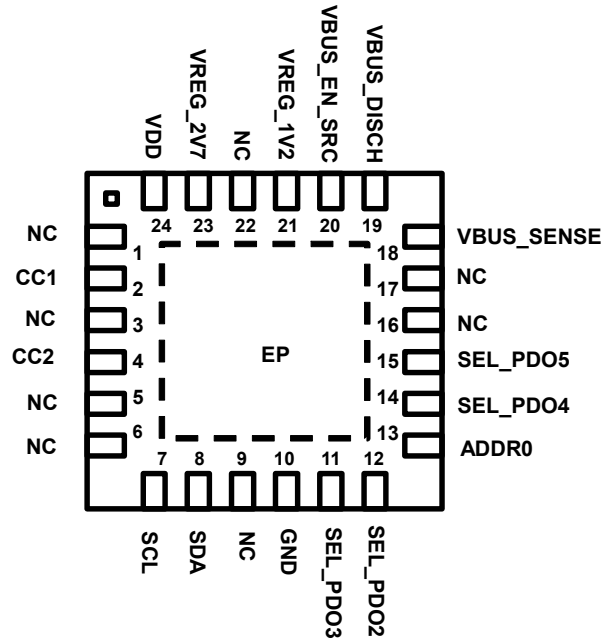 VDD
VREG_2V7
NC
VREG_1V2
VBUS_EN_SRC
VBUS_DISCH
24
23
22
21
20
19
NC
1
18
VBUS_SENSE
CC1
2
17
NC
NC
3
16
NC
CC2
4
EP
15
SEL_PDO5
NC
5
14
SEL_PDO4
NC
6
13
ADDR0
7
8
9
10
11
12
SCL
SDA
NC
GND
SEL_PDO3
SEL_PDO2